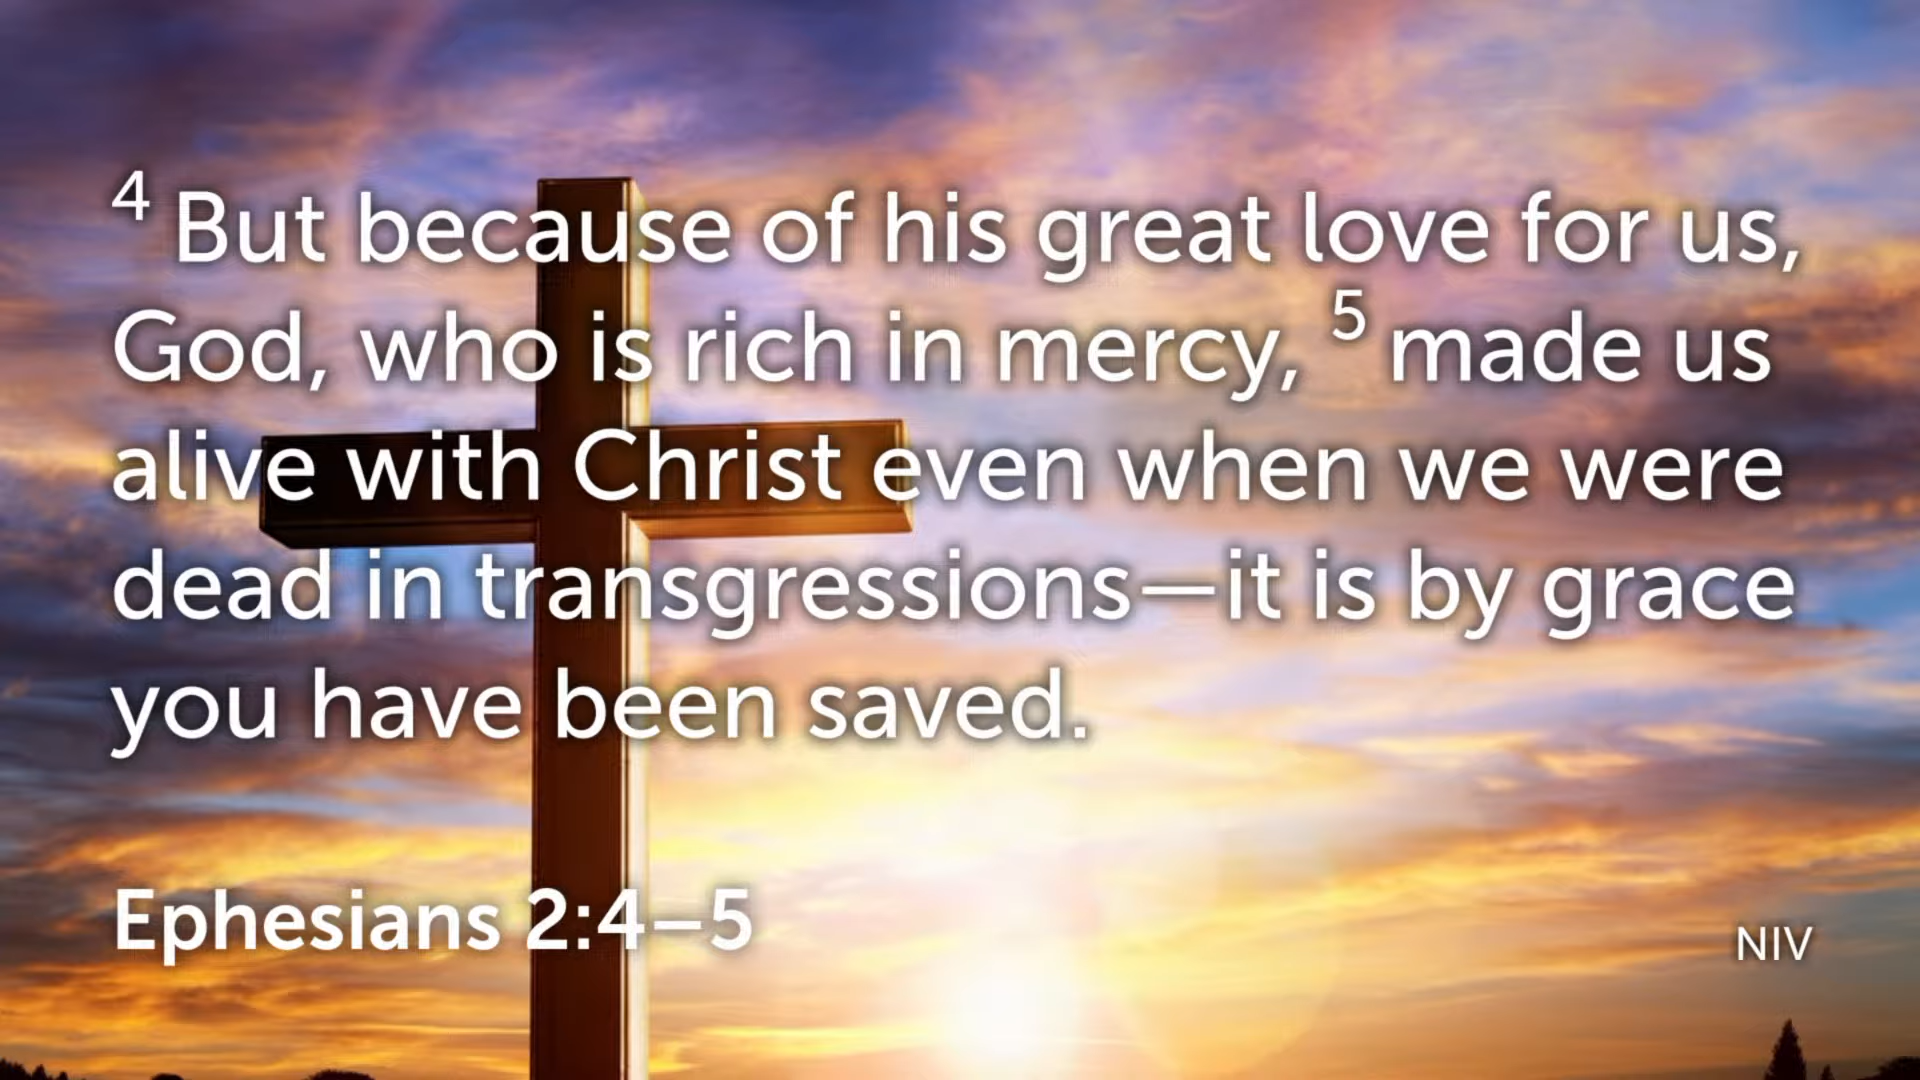 4 But because of his great love for us,
God, who is rich in mercy, 5 made us
alive with Christ even when we were
dead in transgressions—it is by grace
you have been saved.
Ephesians 2:4–5
NIV